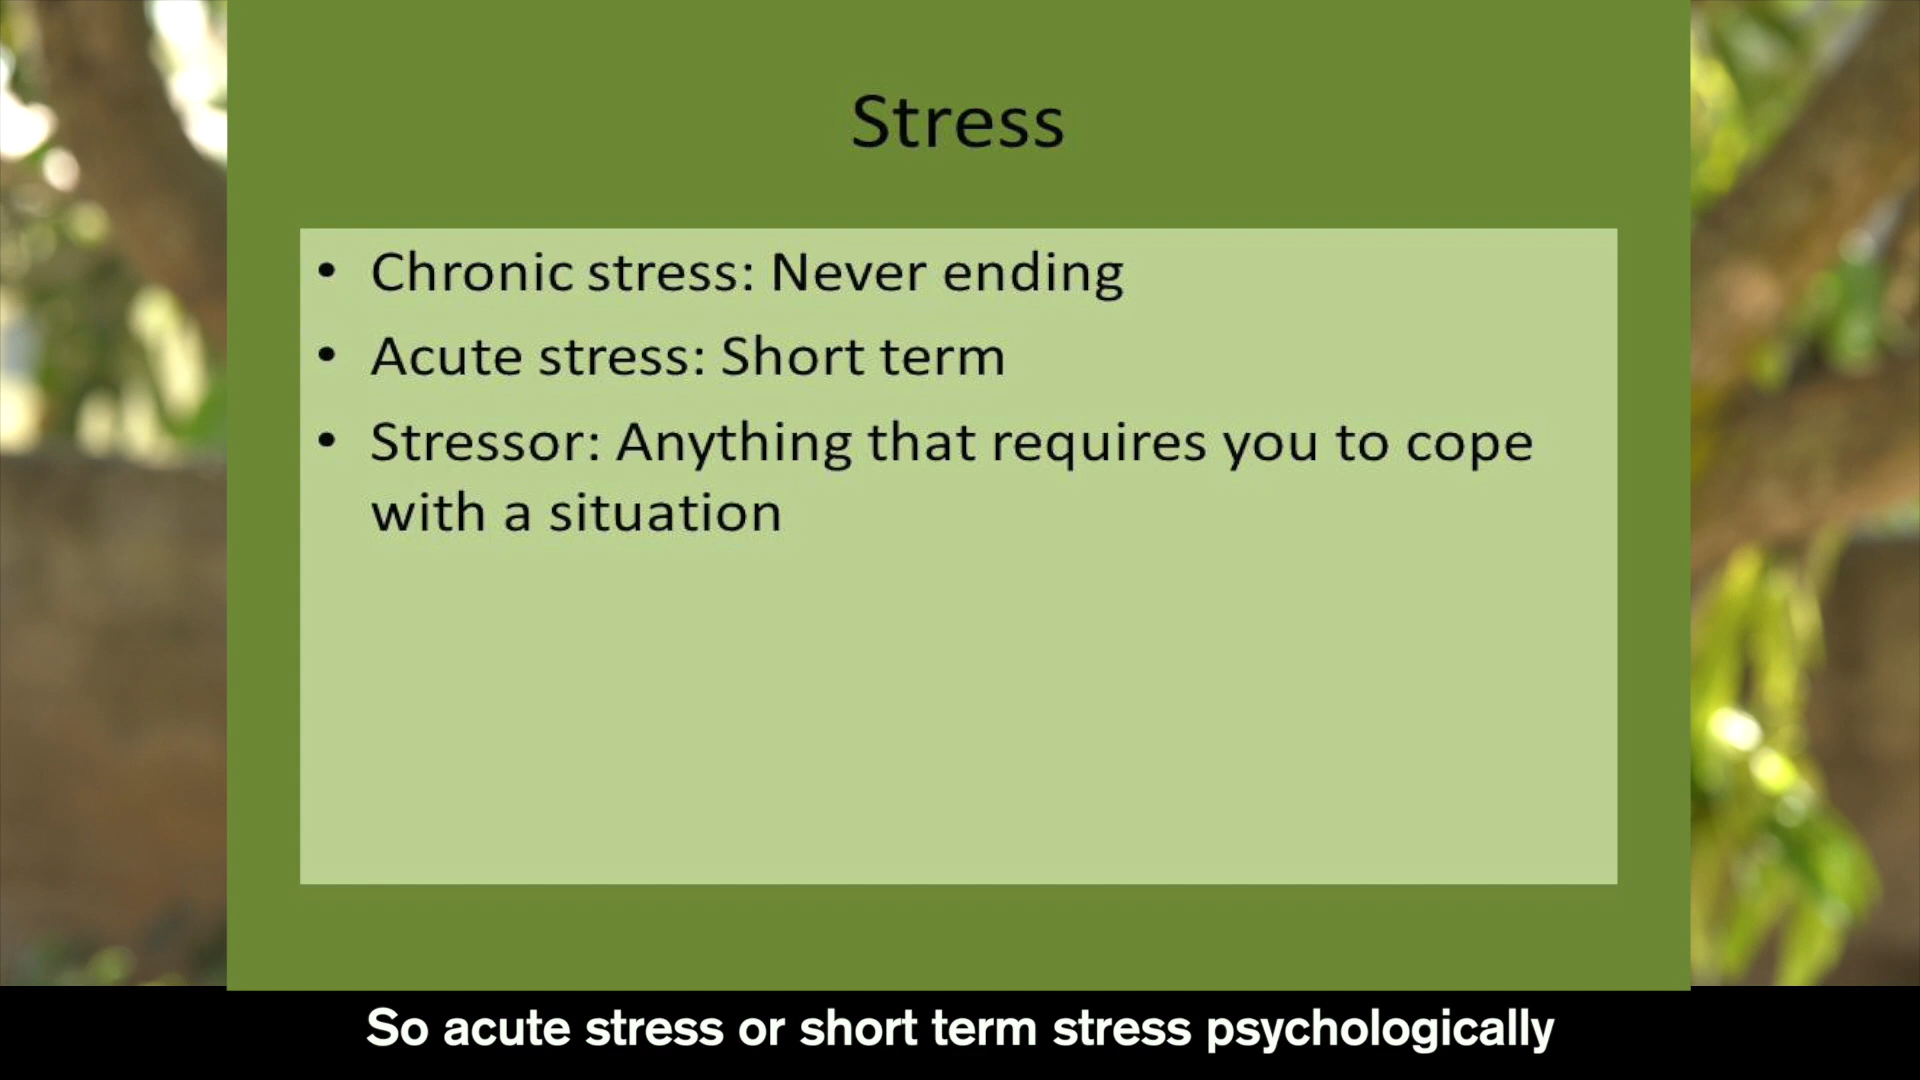 Stress
• Chronic stress: Never ending
• Acute stress: Short term
• Stressor: Anything that requires you to cope
with a situation
So acute stress or short term stress psychologically